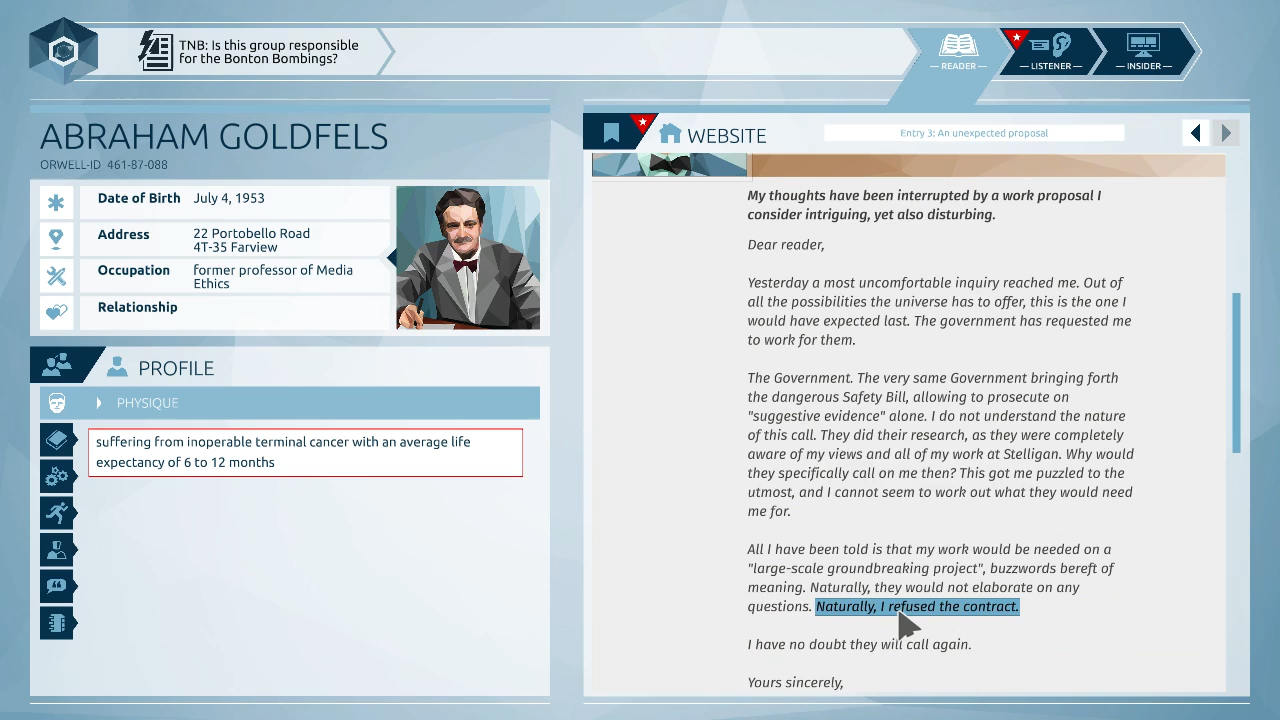 TNB: Is this group responsible
for the Bonton Bombings?
— READER —
— LISTENER —
— INSIDER —
ABRAHAM GOLDFELS
ORWELL-ID 461-87-088
Date of Birth July 4, 1953
Address 22 Portobello Road
4T-35 Farview
Occupation former professor of Media
Ethics
Relationship
PROFILE
PHYSIQUE
suffering from inoperable terminal cancer with an average life
expectancy of 6 to 12 months
WEBSITE
Entry 3: An unexpected proposal
My thoughts have been interrupted by a work proposal I
consider intriguing, yet also disturbing.
Dear reader,
Yesterday a most uncomfortable inquiry reached me. Out of
all the possibilities the universe has to offer, this is the one I
would have expected last. The government has requested me
to work for them.
The Government. The very same Government bringing forth
the dangerous Safety Bill, allowing to prosecute on
"suggestive evidence" alone. I do not understand the nature
of this call. They did their research, as they were completely
aware of my views and all of my work at Stelligan. Why would
they specifically call on me then? This got me puzzled to the
utmost, and I cannot seem to work out what they would need
me for.
All I have been told is that my work would be needed on a
"large-scale groundbreaking project", buzzwords bereft of
meaning. Naturally, they would not elaborate on any
questions. Naturally, I refused the contract.
I have no doubt they will call again.
Yours sincerely,